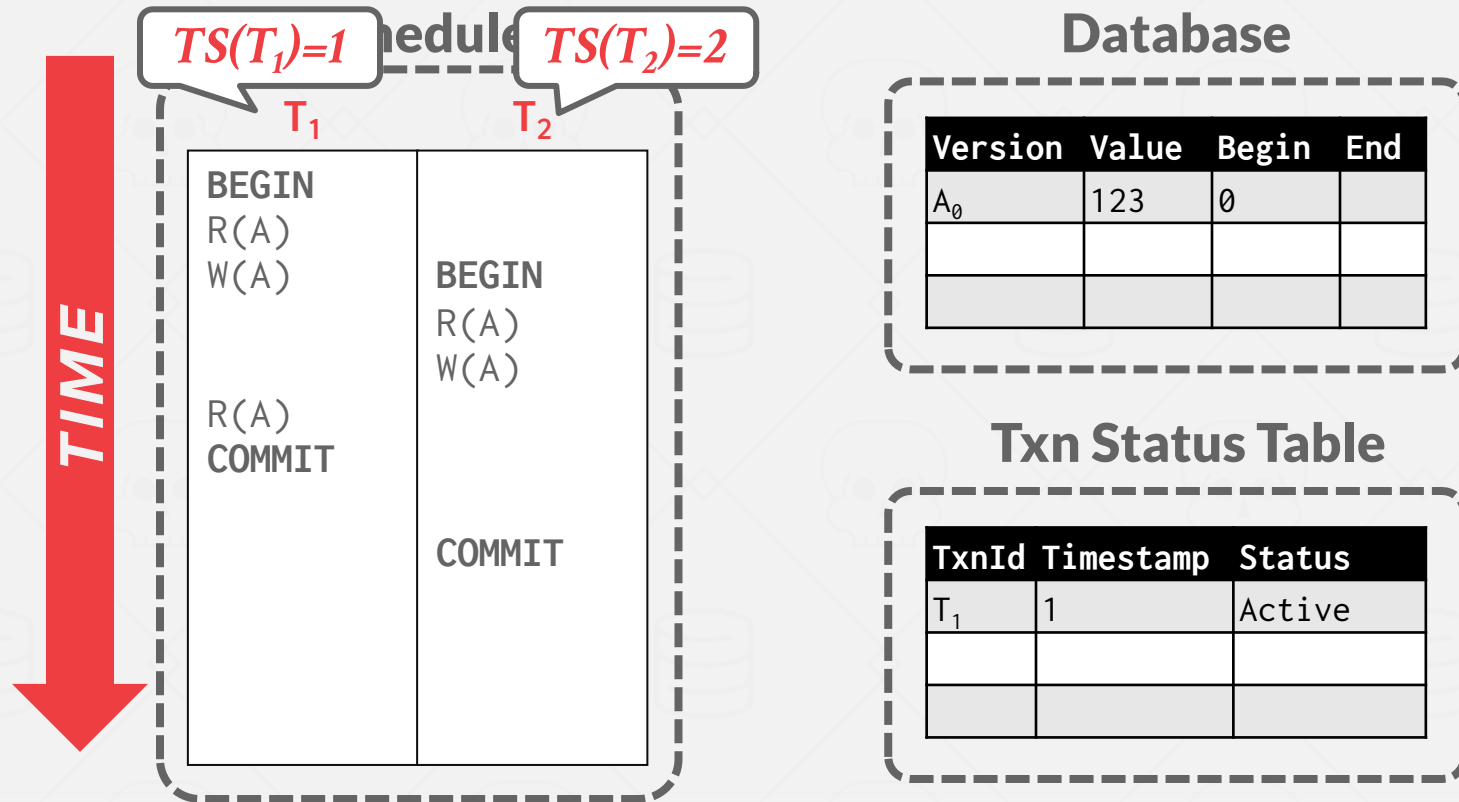 TS(T₁)=1 hedule TS(T₂)=2
T₁ T₂
TIME
BEGIN
R(A)
W(A) BEGIN
R(A)
W(A)
R(A)
COMMIT
COMMIT
Database
Version Value Begin End
A₀ 123 0
Txn Status Table
TxnId Timestamp Status
T₁ 1 Active